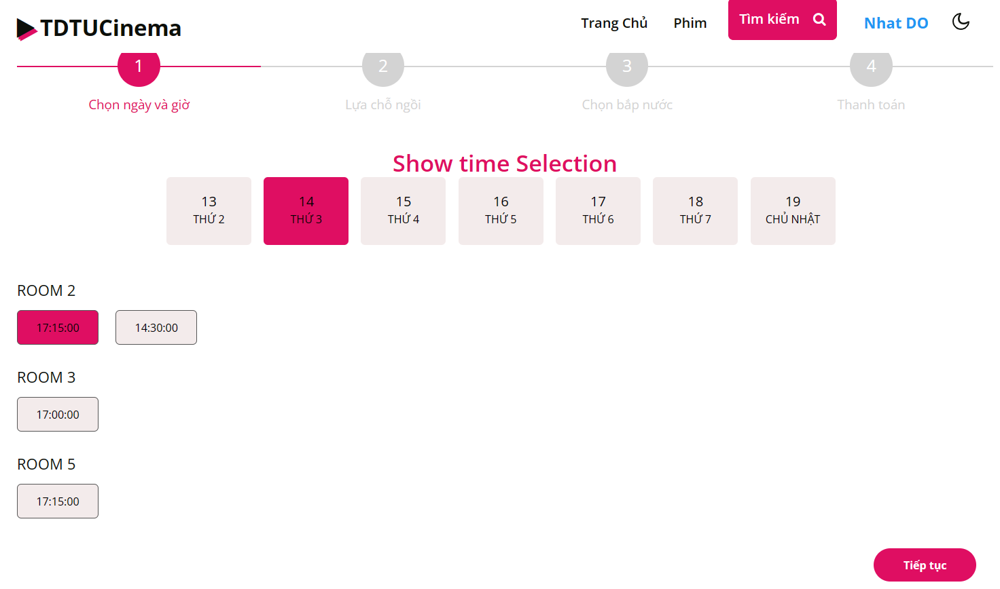 TDTUCinema
Trang Chủ
Phim
Tìm kiếm
Nhat DO
1
2
3
4
Chọn ngày và giờ
Lựa chỗ ngồi
Chọn bắp nước
Thanh toán
Show time Selection
13
THỨ 2
14
THỨ 3
15
THỨ 4
16
THỨ 5
17
THỨ 6
18
THỨ 7
19
CHỦ NHẬT
ROOM 2
17:15:00
14:30:00
ROOM 3
17:00:00
ROOM 5
17:15:00
Tiếp tục